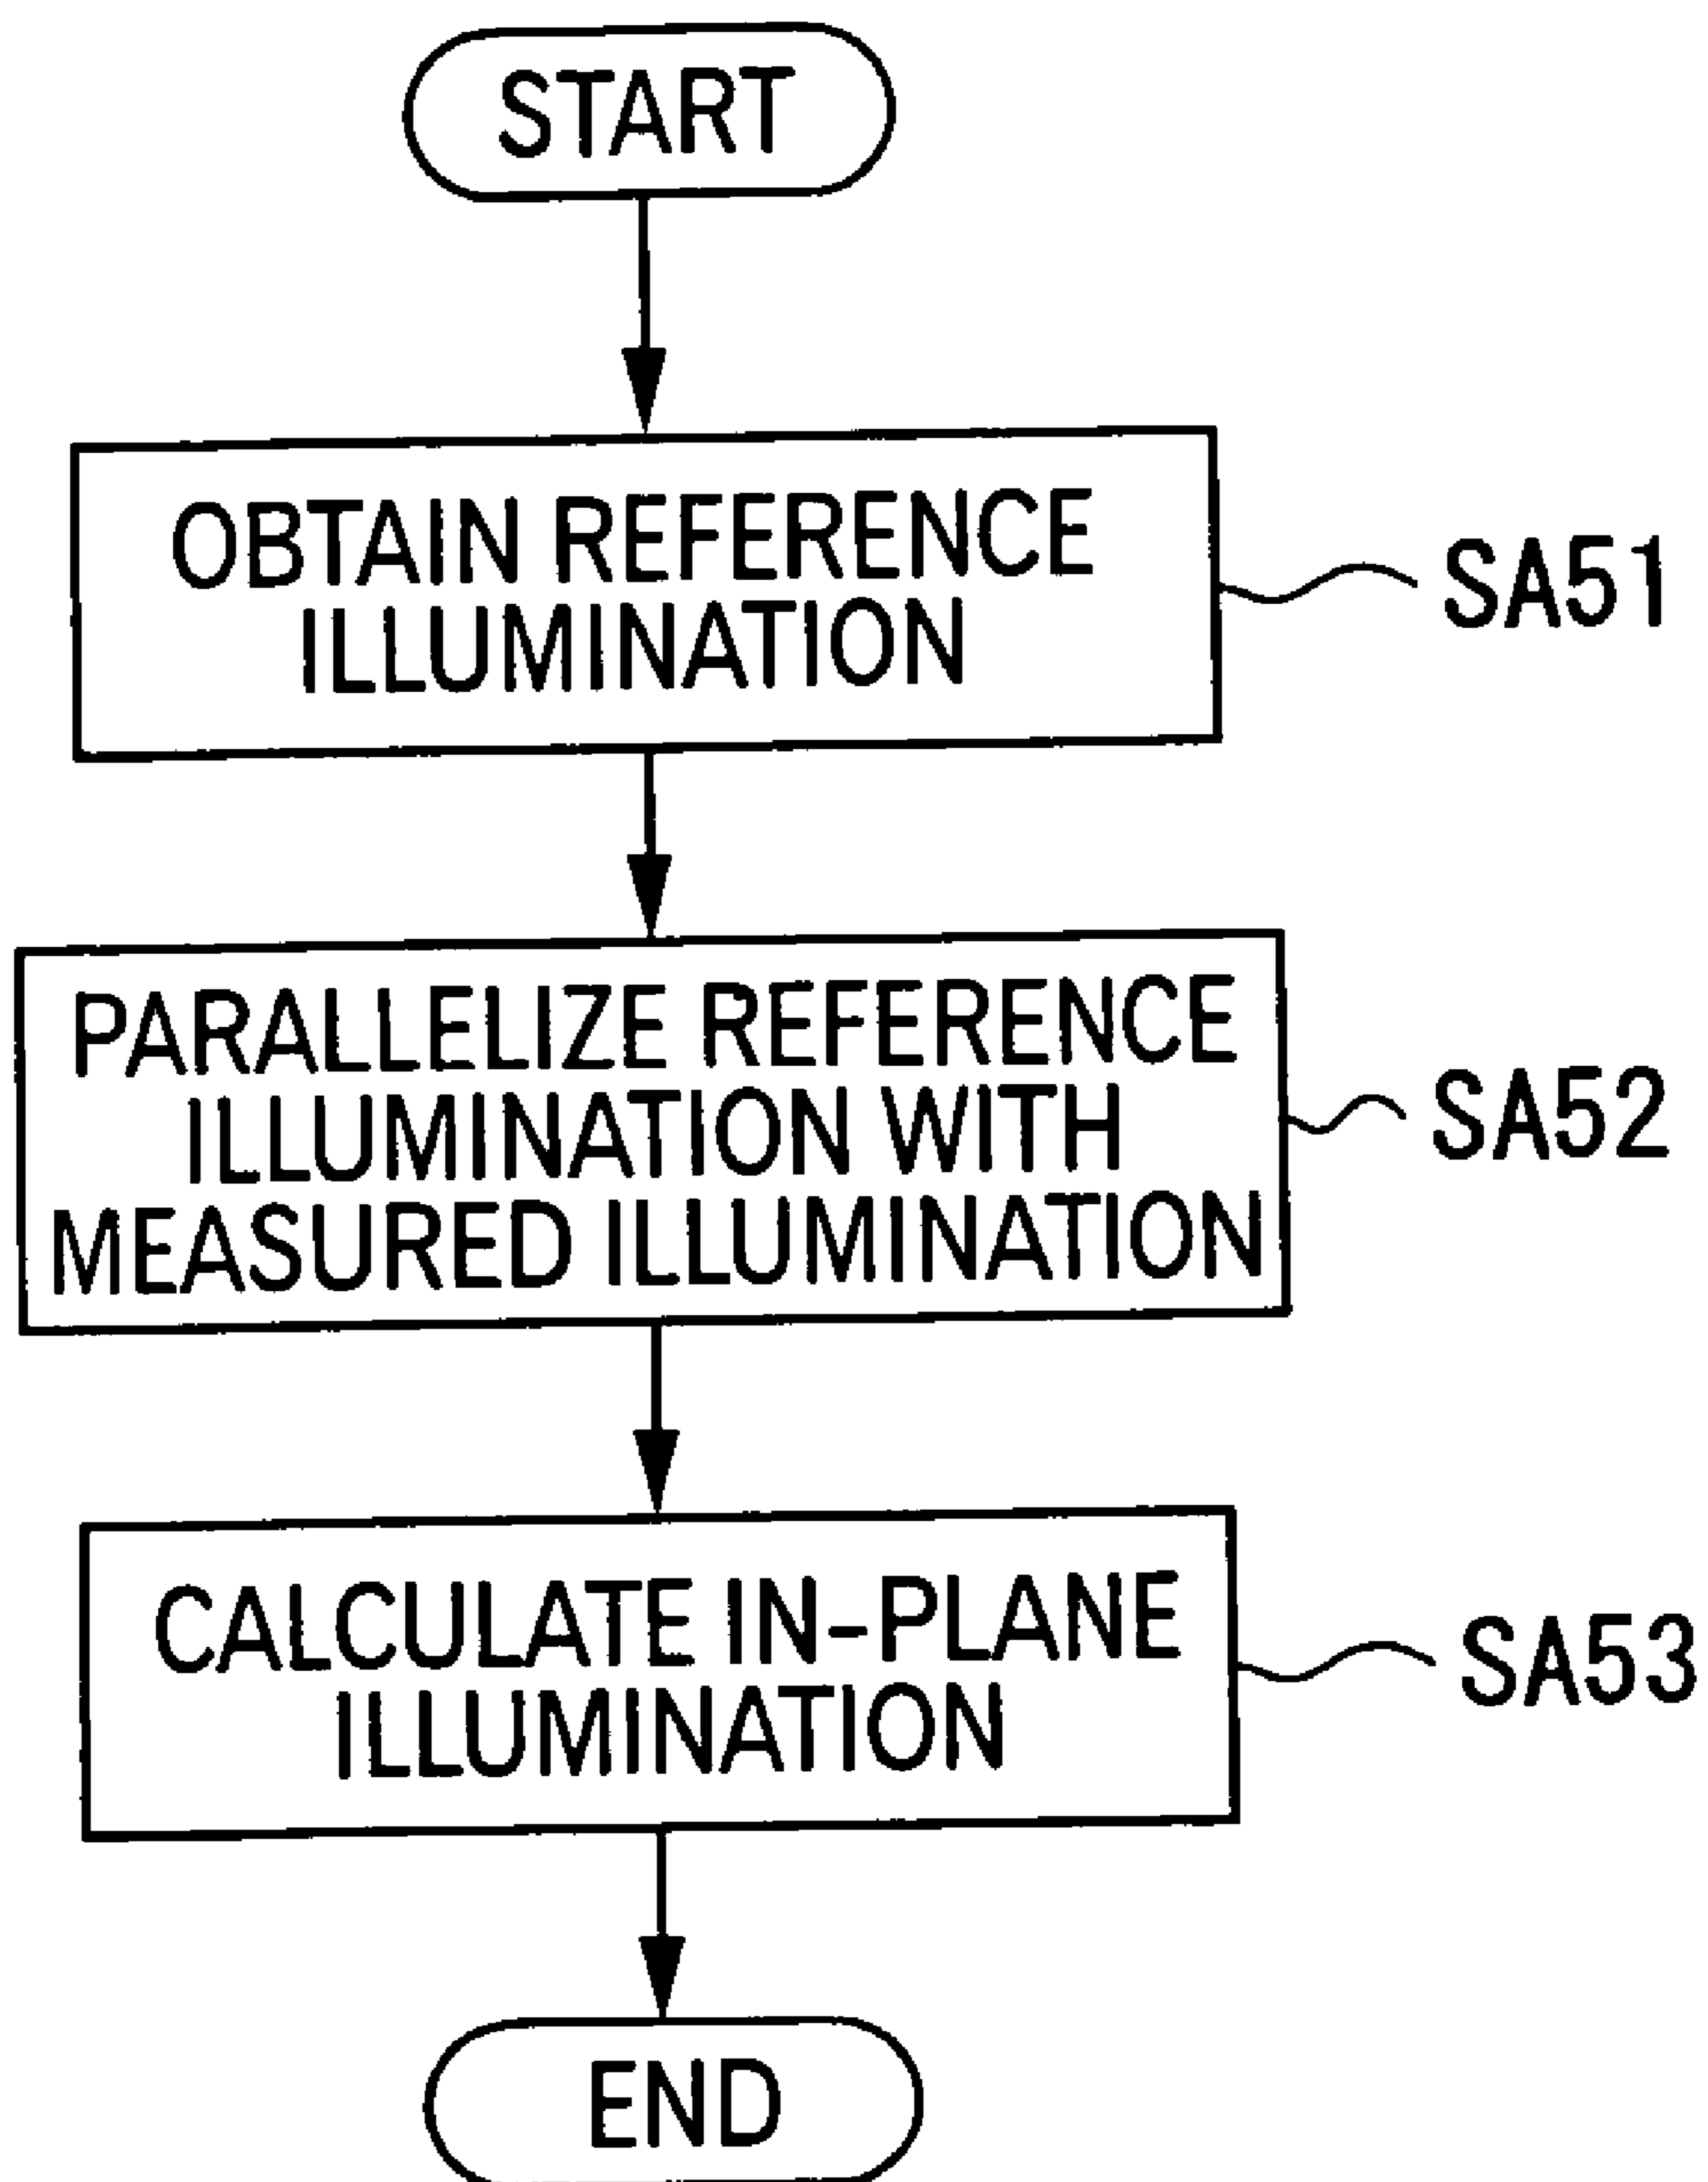 START
OBTAIN REFERENCE
ILLUMINATION
SA51
PARALLELIZE REFERENCE
ILLUMINATION WITH
MEASURED ILLUMINATION
SA52
CALCULATE IN-PLANE
ILLUMINATION
SA53
END